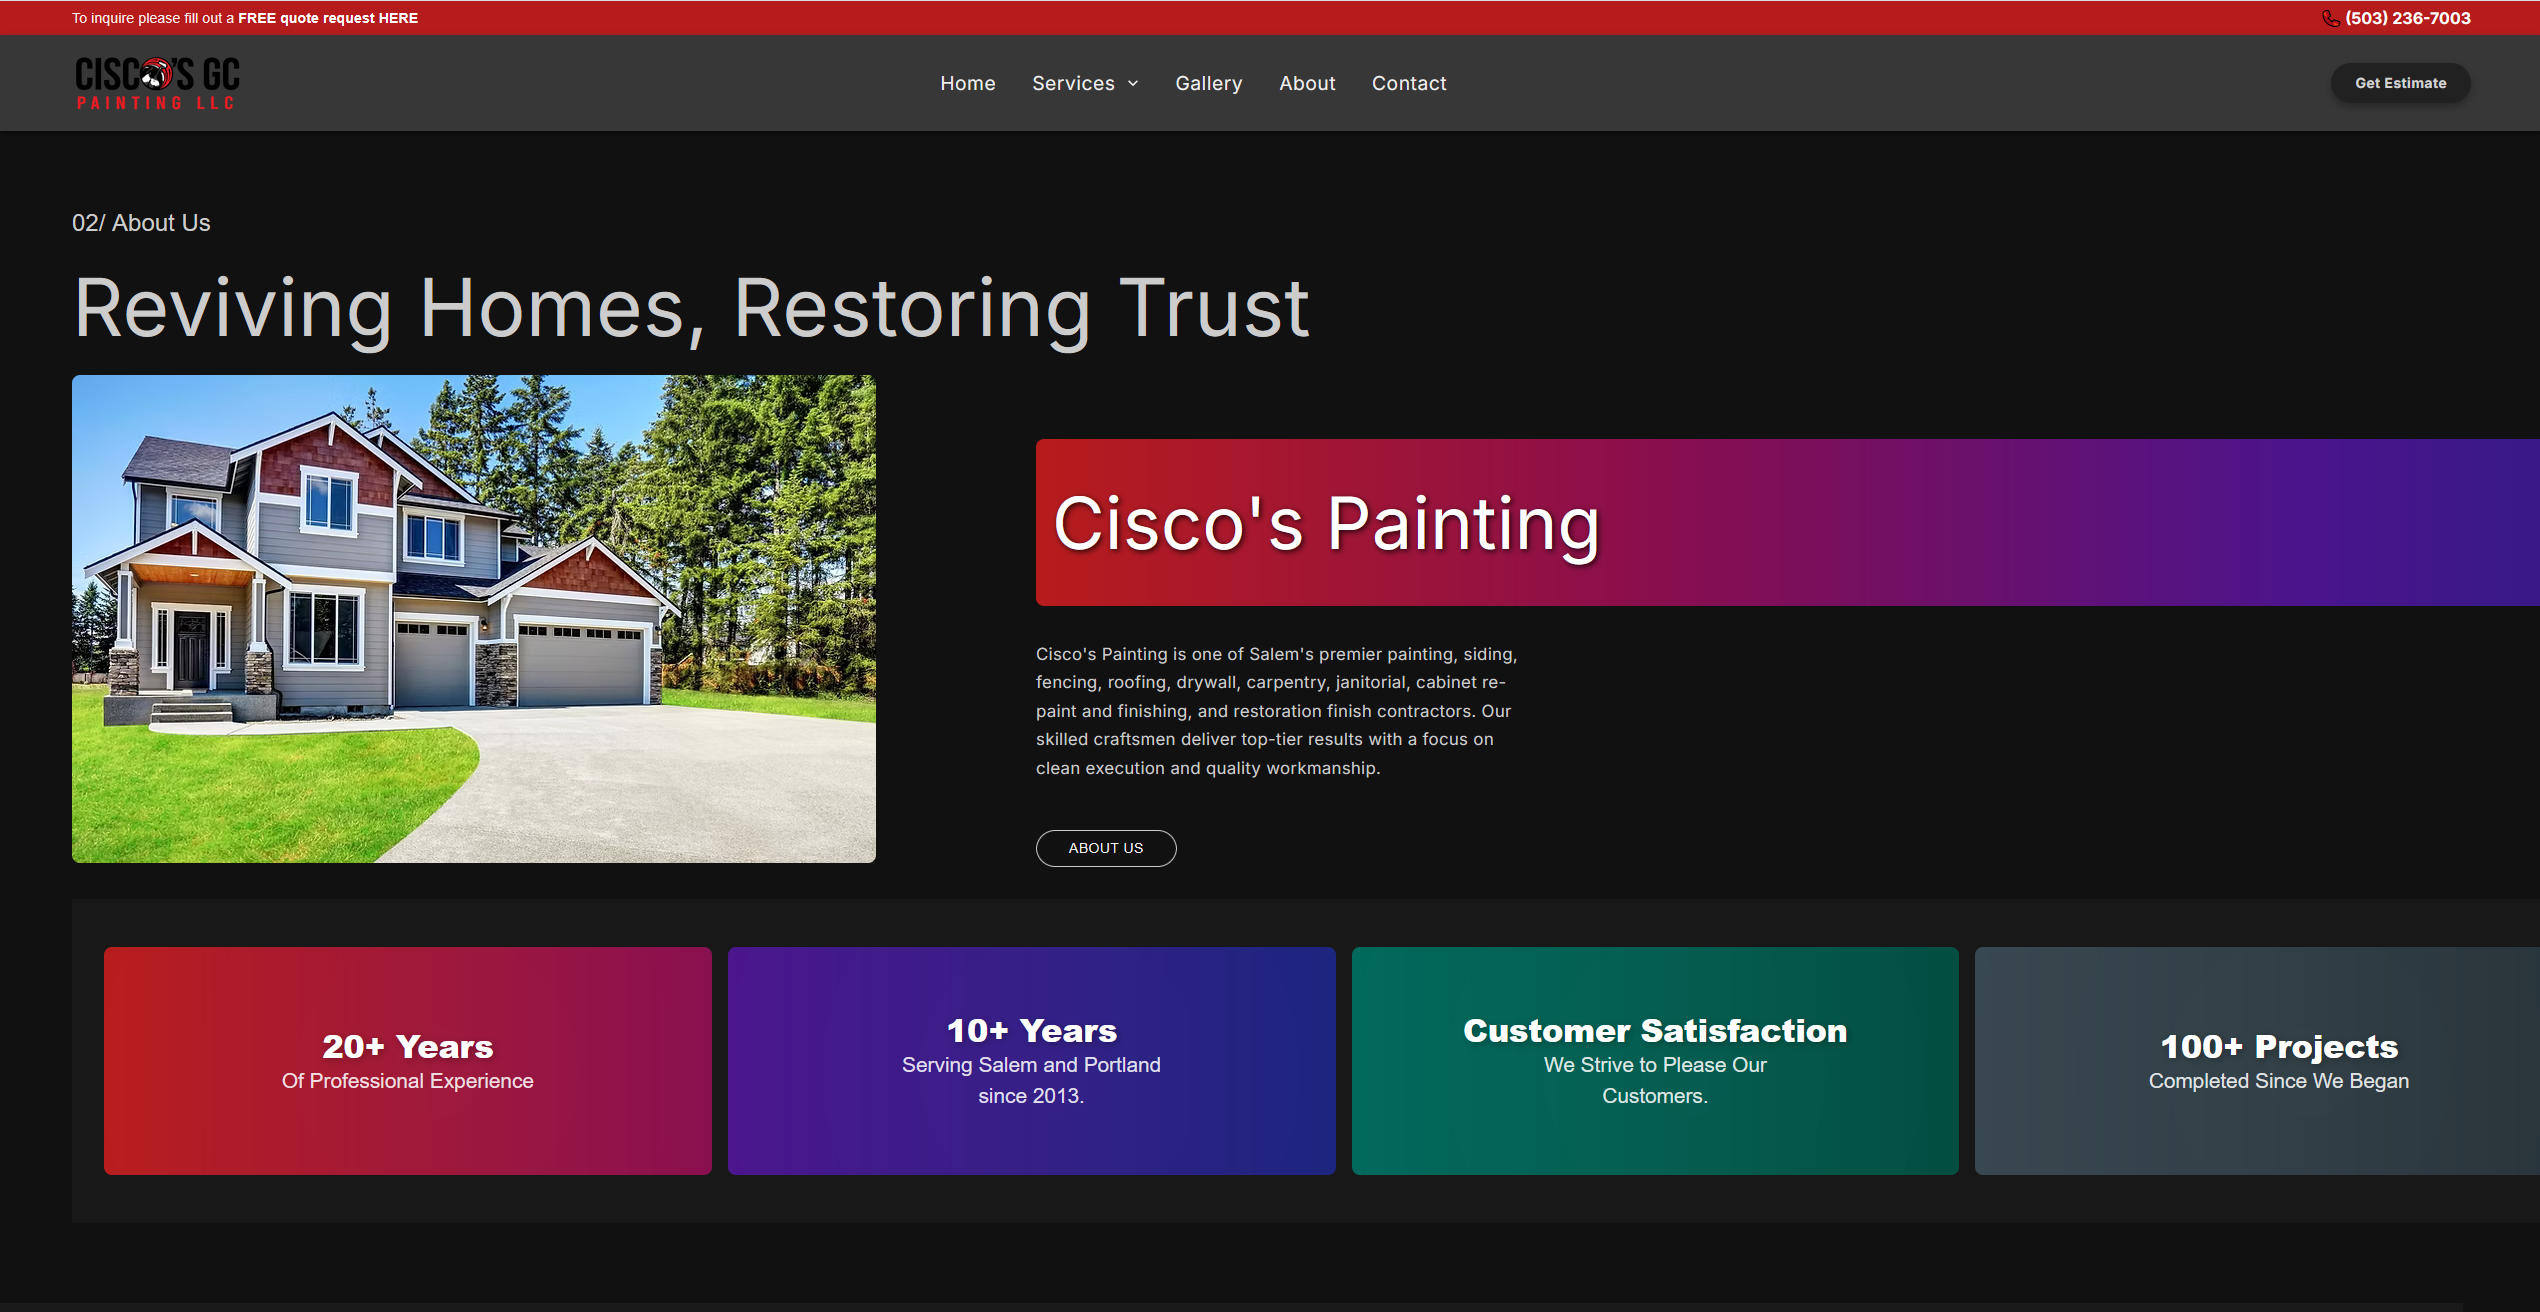 To inquire please fill out a FREE quote request HERE
(503) 236-7003
CISCO'S GC
PAINTING LLC
Home
Services
Gallery
About
Contact
Get Estimate
02/ About Us
Reviving Homes, Restoring Trust
Cisco's Painting
Cisco's Painting is one of Salem's premier painting, siding,
fencing, roofing, drywall, carpentry, janitorial, cabinet re-
paint and finishing, and restoration finish contractors. Our
skilled craftsmen deliver top-tier results with a focus on
clean execution and quality workmanship.
ABOUT US
20+ Years
Of Professional Experience
10+ Years
Serving Salem and Portland
since 2013.
Customer Satisfaction
We Strive to Please Our
Customers.
100+ Projects
Completed Since We Began